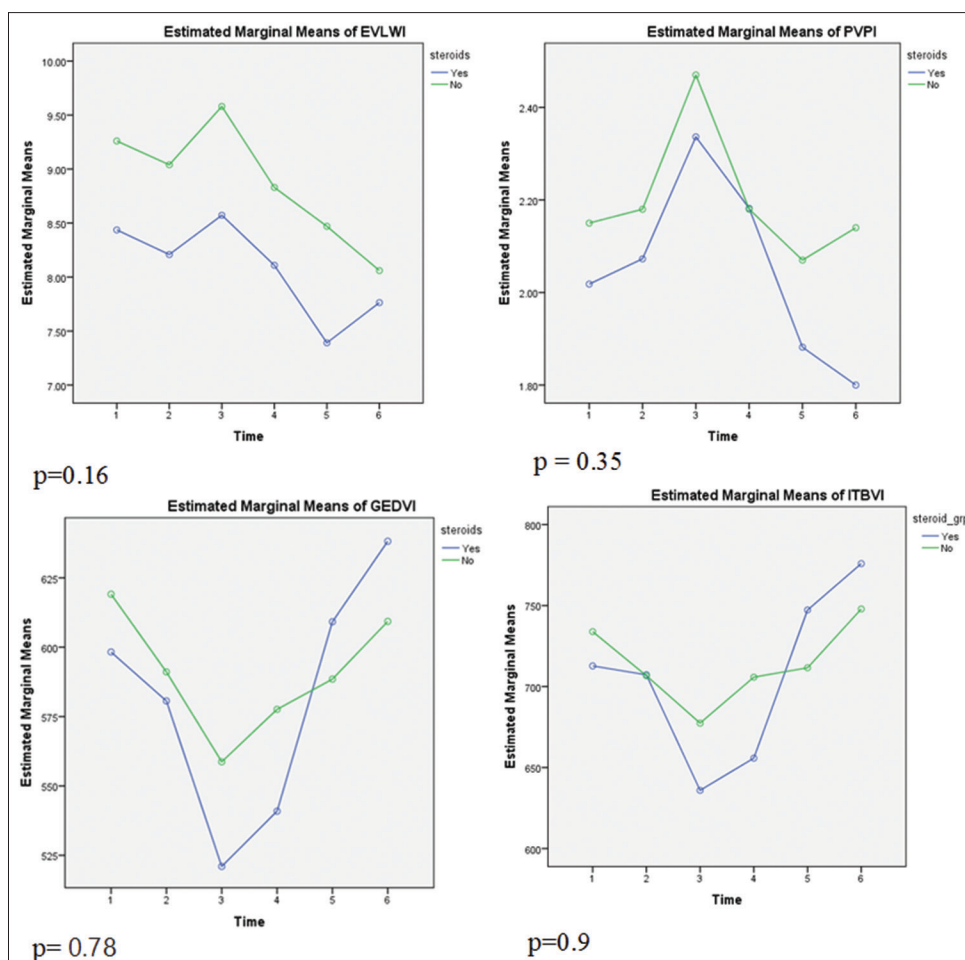 Estimated Marginal Means of EVLWI
steroids
Yes
No
Estimated Marginal Means
10.00
9.50
9.00
8.50
8.00
7.50
7.00
1 2 3 4 5 6
Time
p=0.16
Estimated Marginal Means of PVPI
steroids
Yes
No
Estimated Marginal Means
2.40
2.20
2.00
1.80
1 2 3 4 5 6
Time
p = 0.35
Estimated Marginal Means of GEDVI
steroids
Yes
No
Estimated Marginal Means
625
600
575
550
525
1 2 3 4 5 6
Time
p= 0.78
Estimated Marginal Means of ITBVI
steroid_grp
Yes
No
Estimated Marginal Means
800
750
700
650
600
1 2 3 4 5 6
Time
p=0.9